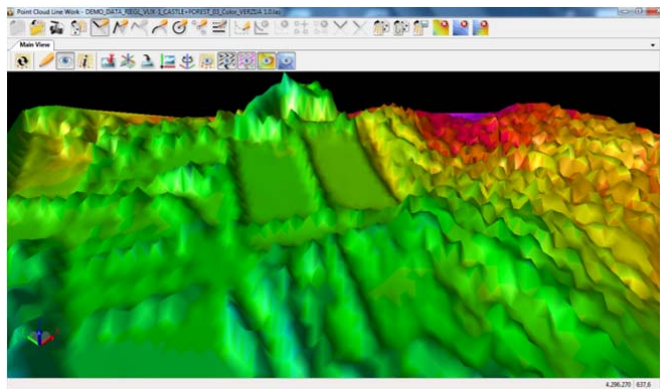 Point Cloud Line Work - DEMO_DATA_RIEGL_VUX-1_CASTLE+FOREST_03_Color_VERZIJA 1.0.las
Main View
4.296.270 637,6